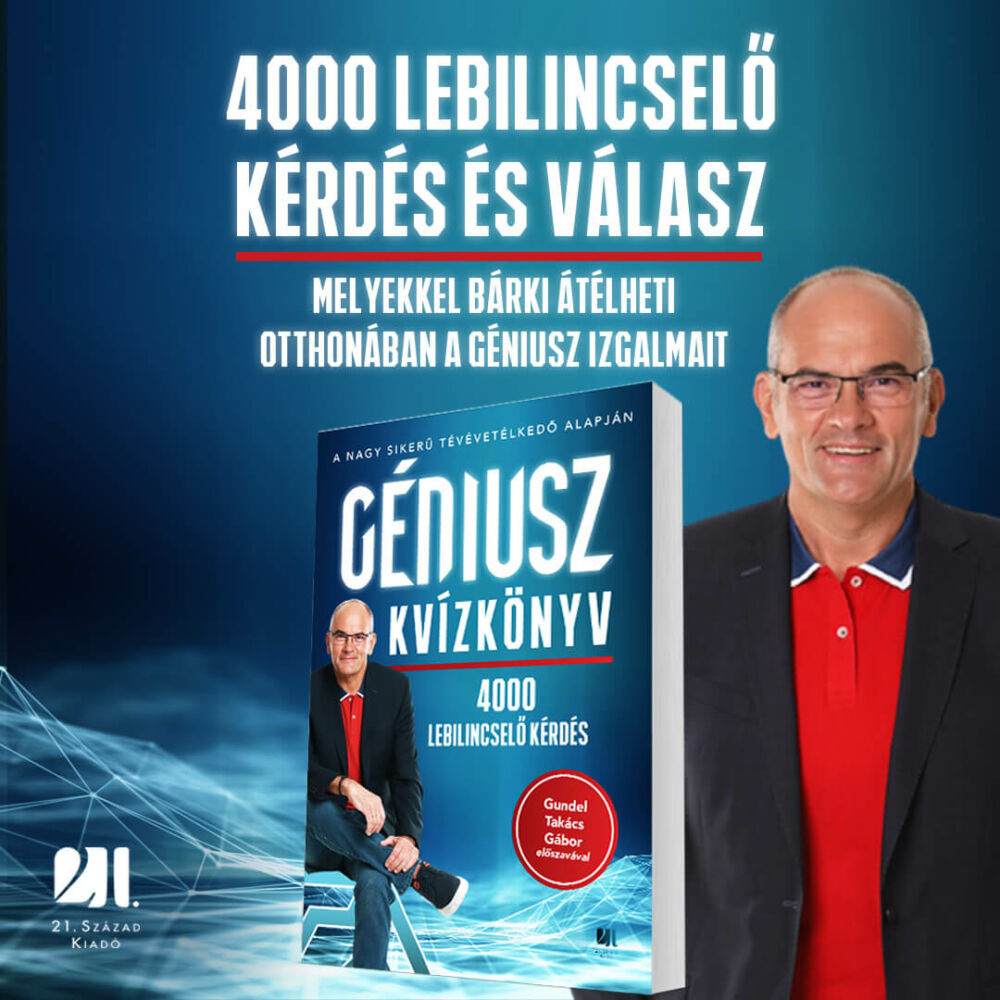 4000 LEBILINCSELŐ
KÉRDÉS ÉS VÁLASZ
MELYEKKEL BÁRKI ÁTÉLHETI
OTTHONÁBAN A GÉNIUSZ IZGALMAIT
A NAGY SIKERŰ TÉVÉVETÉLKEDŐ ALAPJÁN
GÉNIUSZ
KVÍZKÖNYV
4000
LEBILINCSELŐ KÉRDÉS
Gundel
Takács
Gábor
előszavával
21.
21. SZÁZAD
KIADÓ
21.